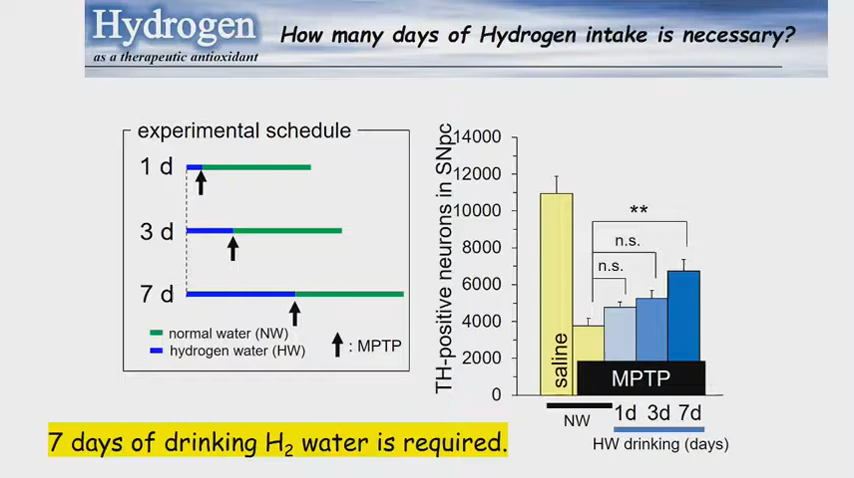 Hydrogen
as a therapeutic antioxidant
How many days of Hydrogen intake is necessary?
experimental schedule
1 d
3 d
7 d
normal water (NW)
hydrogen water (HW)
: MPTP
TH-positive neurons in SNpc
14000
12000
10000
8000
6000
4000
2000
0
**
n.s.
n.s.
saline
MPTP
NW
1d 3d 7d
HW drinking (days)
7 days of drinking H₂ water is required.